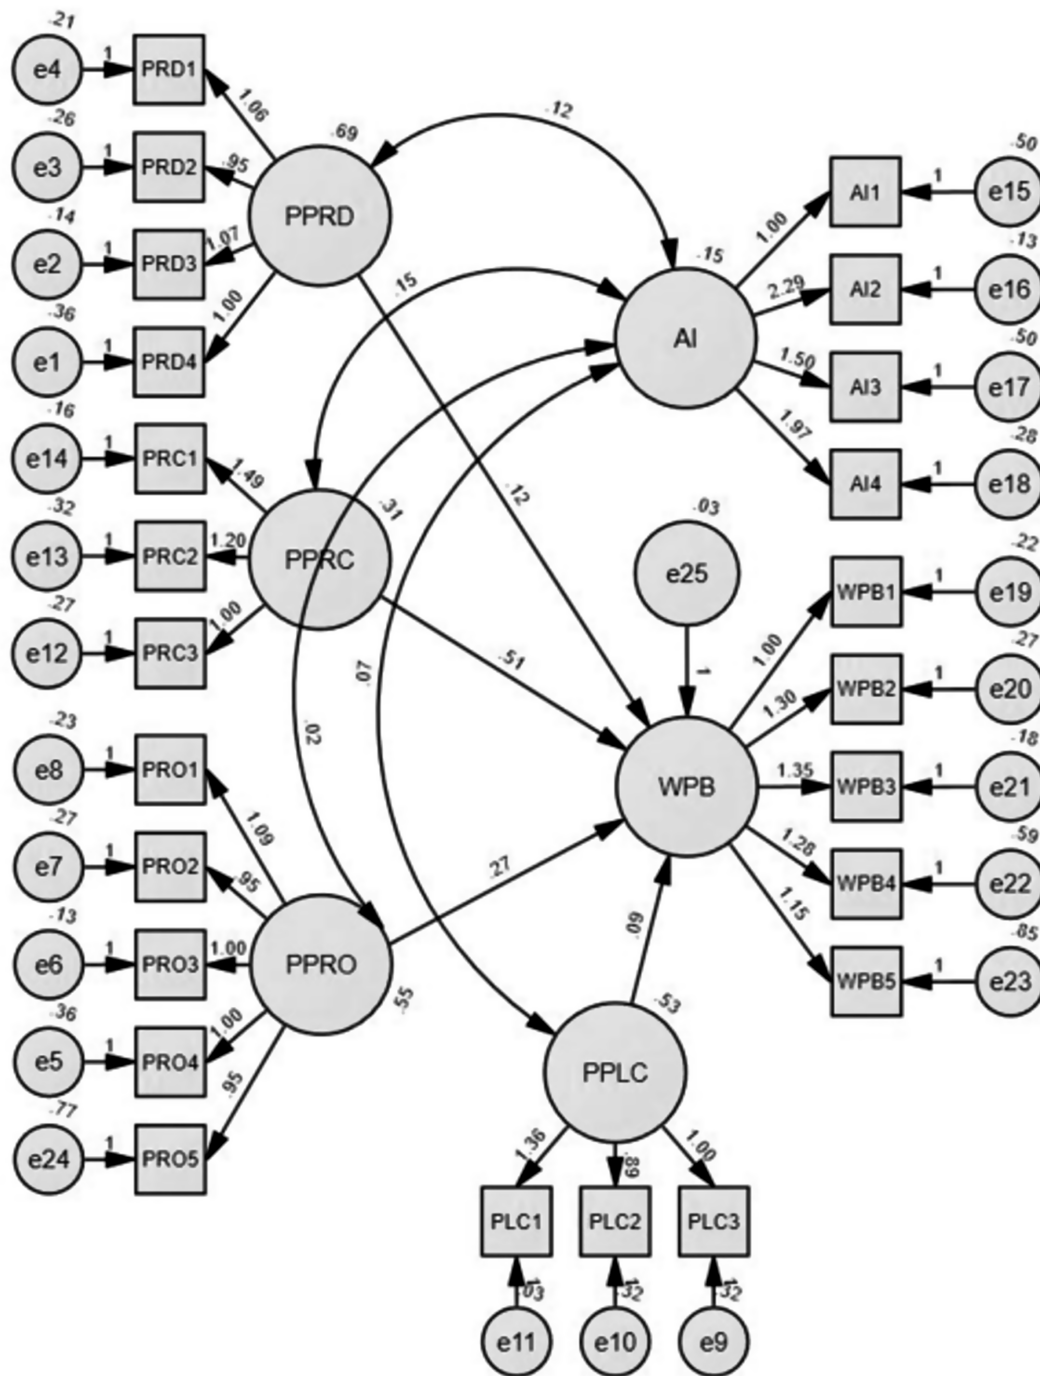 .21
e4 1 PRD1
1.06
.26
e3 1 PRD2
.95
.14
e2 1 PRD3
1.07
.36
e1 1 PRD4
1.00
.69
PPRD
.12
.16
e14 1 PRC1
1.49
.32
e13 1 PRC2
1.20
.27
e12 1 PRC3
1.00
.31
PPRC
.15
.23
e8 1 PRO1
1.09
.27
e7 1 PRO2
.95
.13
e6 1 PRO3
1.00
.36
e5 1 PRO4
1.00
.77
e24 1 PRO5
.95
PPRO
.55
.02
.07
.12
.51
.27
.09
.15
AI
1.00
AI1 1 e15
.50
2.29
AI2 1 e16
.13
1.50
AI3 1 e17
.50
1.97
AI4 1 e18
.28
.03
e25
1
WPB
1.00
WPB1 1 e19
.22
1.30
WPB2 1 e20
.27
1.35
WPB3 1 e21
.18
1.28
WPB4 1 e22
.59
1.15
WPB5 1 e23
.85
.53
PPLC
1.36 .89 1.00
PLC1 PLC2 PLC3
1 1 1
.03 .32 .32
e11 e10 e9